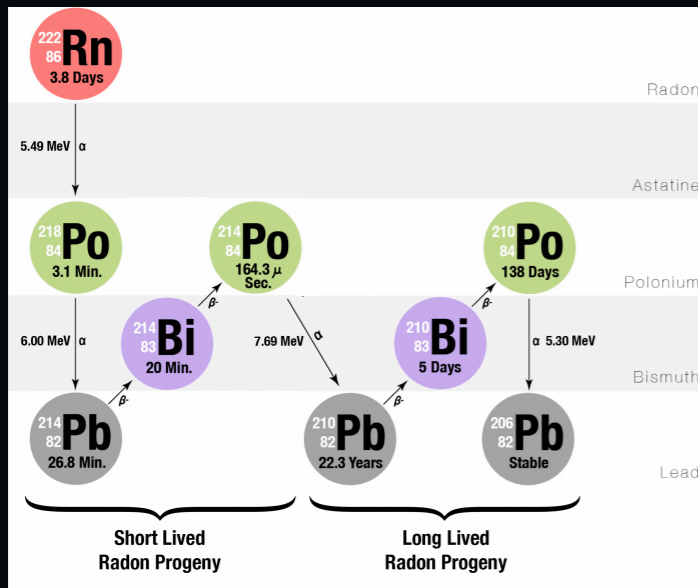 222
86
Rn
3.8 Days
Radon
5.49 MeV
α
Astatine
218
84
Po
3.1 Min.
214
84
Po
164.3 μ
Sec.
210
84
Po
138 Days
Polonium
β-
β-
6.00 MeV
α
214
83
Bi
20 Min.
7.69 MeV
α
210
83
Bi
5 Days
α
5.30 MeV
Bismuth
β-
β-
214
82
Pb
26.8 Min.
210
82
Pb
22.3 Years
206
82
Pb
Stable
Lead
Short Lived
Radon Progeny
Long Lived
Radon Progeny